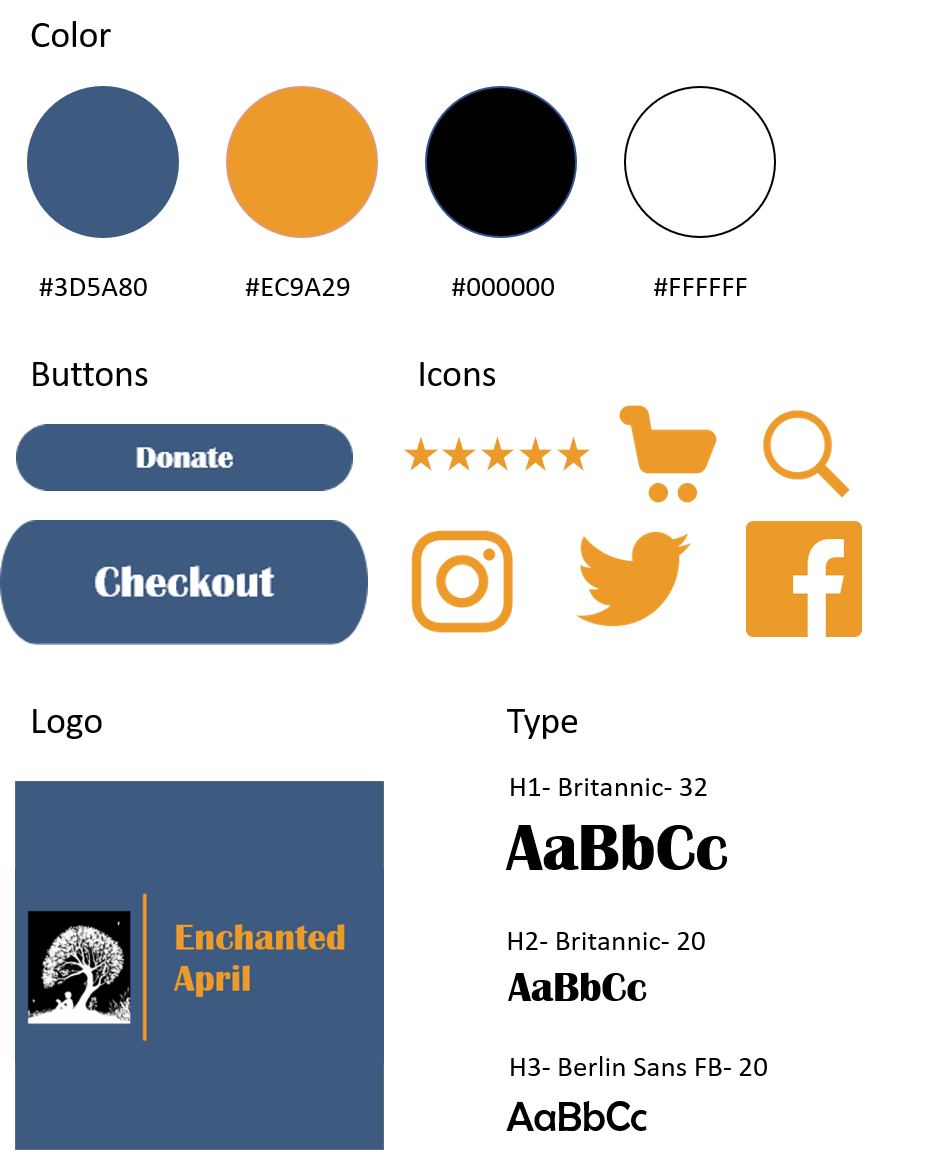 Color
#3D5A80
#EC9A29
#000000
#FFFFFF
Buttons
Icons
Donate
Checkout
Logo
Enchanted
April
Type
H1- Britannic- 32
AaBbCc
H2- Britannic- 20
AaBbCc
H3- Berlin Sans FB- 20
AaBbCc